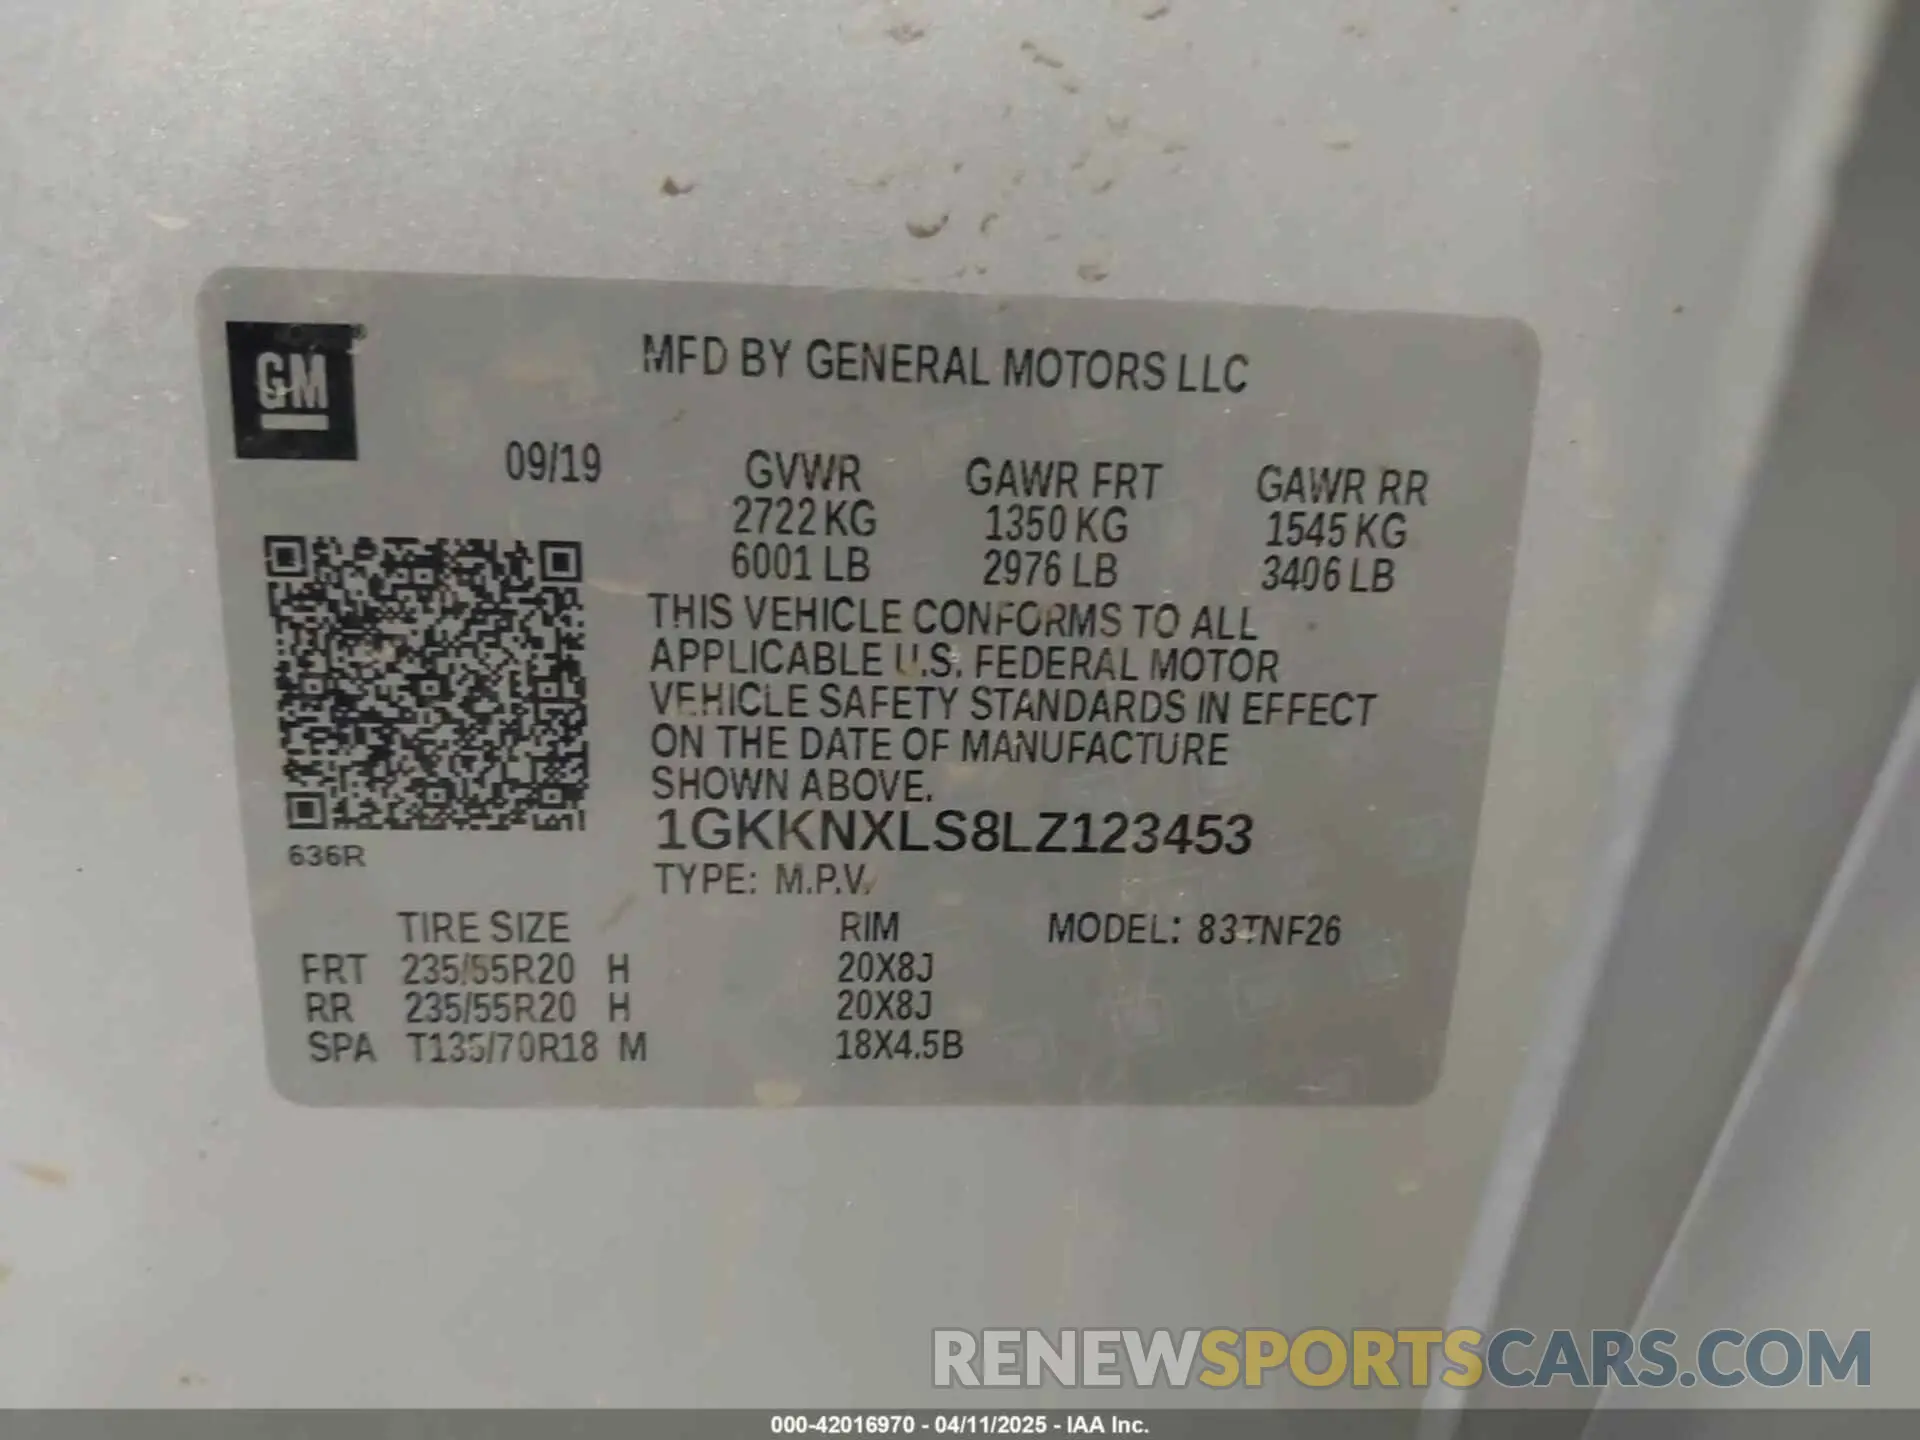 GM
MFD BY GENERAL MOTORS LLC
09/19 GVWR GAWR FRT GAWR RR
2722 KG 1350 KG 1545 KG
6001 LB 2976 LB 3406 LB
THIS VEHICLE CONFORMS TO ALL
APPLICABLE U.S. FEDERAL MOTOR
VEHICLE SAFETY STANDARDS IN EFFECT
ON THE DATE OF MANUFACTURE
SHOWN ABOVE.
1GKKNXLS8LZ123453
636R
TYPE: M.P.V.
TIRE SIZE RIM MODEL: 83TNF26
FRT 235/55R20 H 20X8J
RR 235/55R20 H 20X8J
SPA T135/70R18 M 18X4.5B
RENEWSPORTSCARS.COM
000-42016970 - 04/11/2025 - IAA Inc.